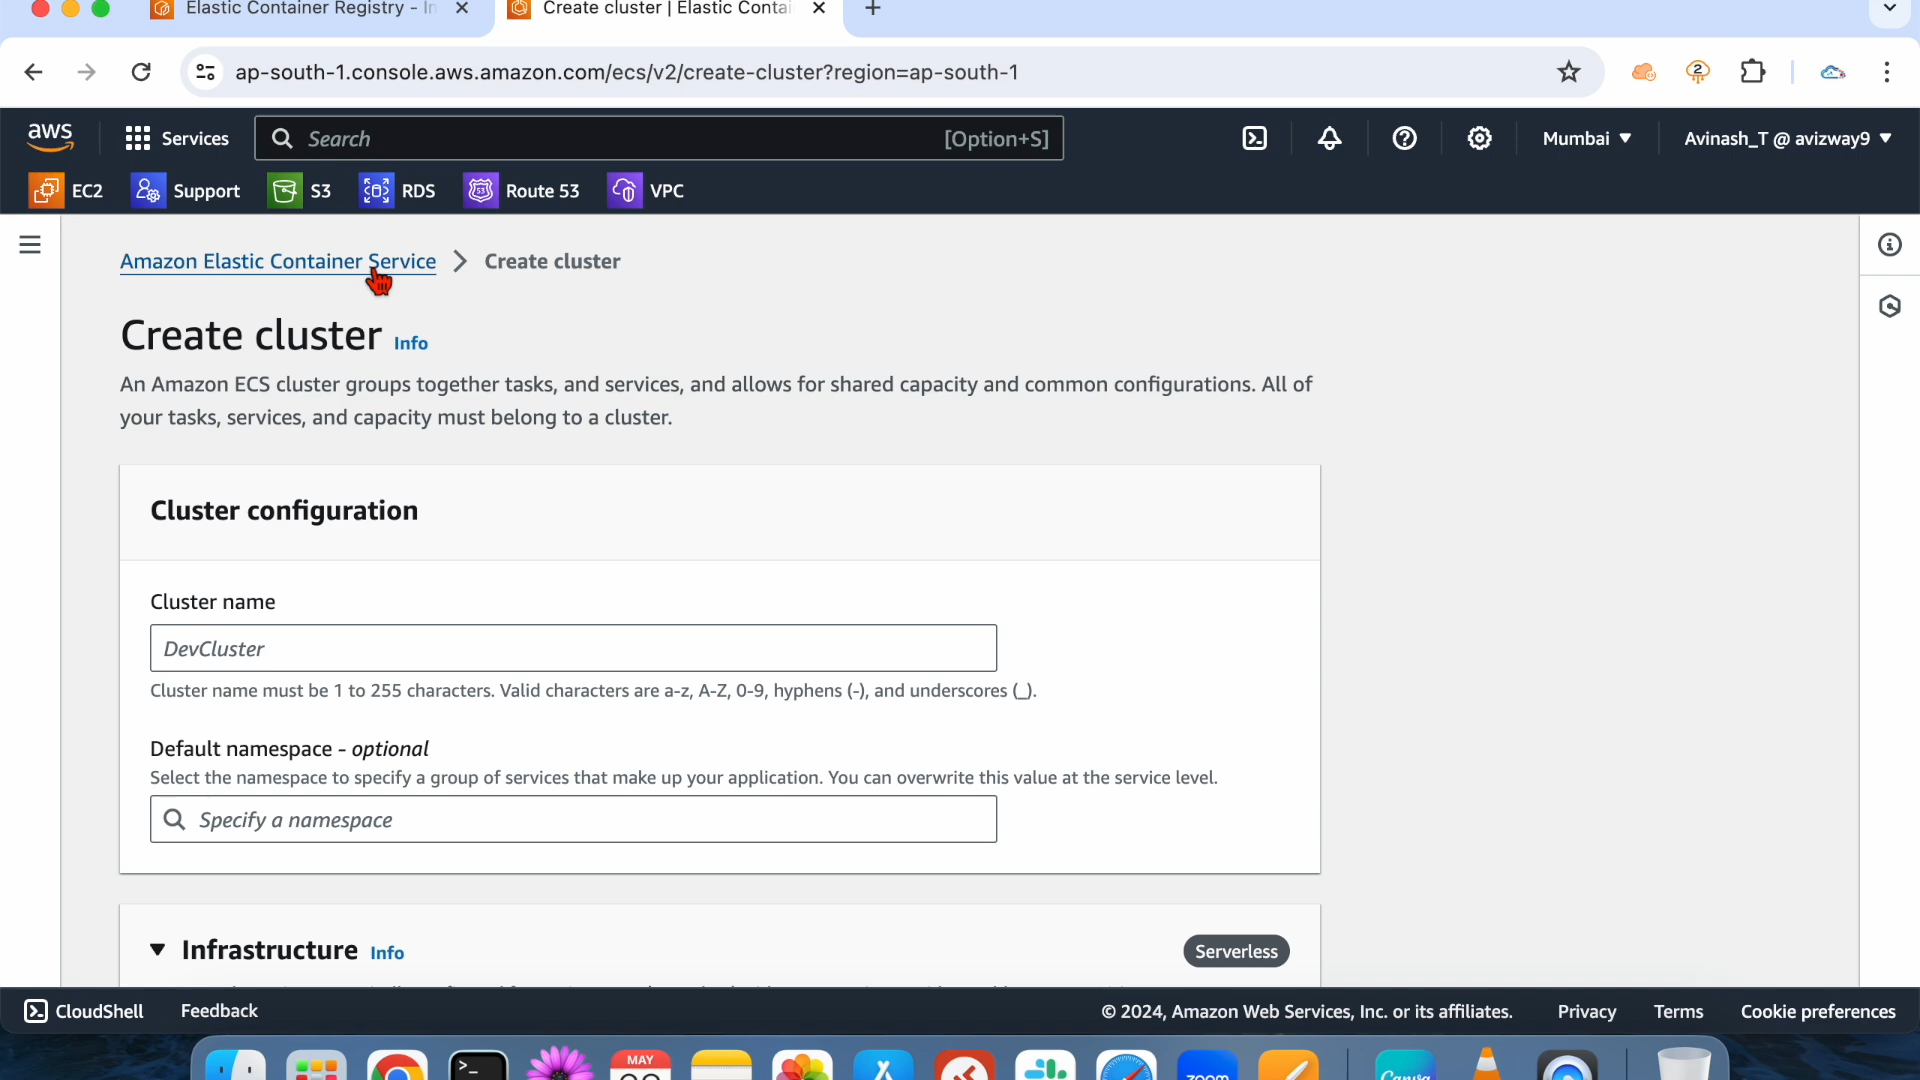 Elastic Container Registry - In
Create cluster | Elastic Contai
ap-south-1.console.aws.amazon.com/ecs/v2/create-cluster?region=ap-south-1
2
aws
Services
Search
[Option+S]
Mumbai
Avinash_T @ avizway9
EC2
Support
S3
RDS
53
Route 53
VPC
Amazon Elastic Container Service
Create cluster
Create cluster Info
An Amazon ECS cluster groups together tasks, and services, and allows for shared capacity and common configurations. All of
your tasks, services, and capacity must belong to a cluster.
Cluster configuration
Cluster name
DevCluster
Cluster name must be 1 to 255 characters. Valid characters are a-z, A-Z, 0-9, hyphens (-), and underscores (_).
Default namespace - optional
Select the namespace to specify a group of services that make up your application. You can overwrite this value at the service level.
Specify a namespace
Infrastructure Info
Serverless
CloudShell
Feedback
© 2024, Amazon Web Services, Inc. or its affiliates.
Privacy
Terms
Cookie preferences
MAY
zoom
Canva